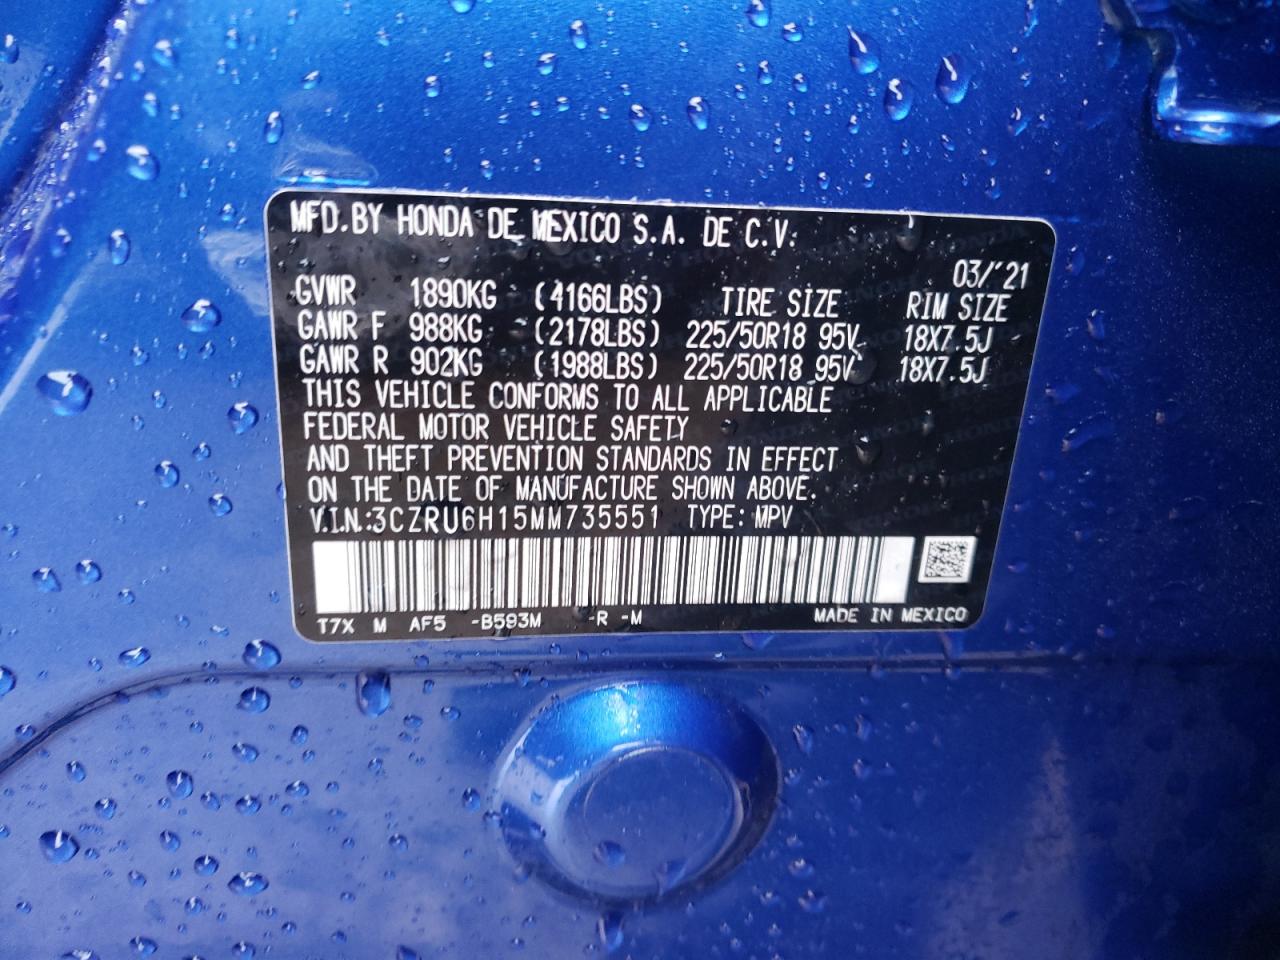 MFD.BY HONDA DE MEXICO S.A. DE C.V.
03/'21
GVWR 1890KG (4166LBS) TIRE SIZE RIM SIZE
GAWR F 988KG (2178LBS) 225/50R18 95V 18X7.5J
GAWR R 902KG (1988LBS) 225/50R18 95V 18X7.5J
THIS VEHICLE CONFORMS TO ALL APPLICABLE
FEDERAL MOTOR VEHICLE SAFETY
AND THEFT PREVENTION STANDARDS IN EFFECT
ON THE DATE OF MANUFACTURE SHOWN ABOVE.
V.I.N.:3CZRU6H15MM735551 TYPE: MPV
T7X M AF5 -B593M -R -M MADE IN MEXICO